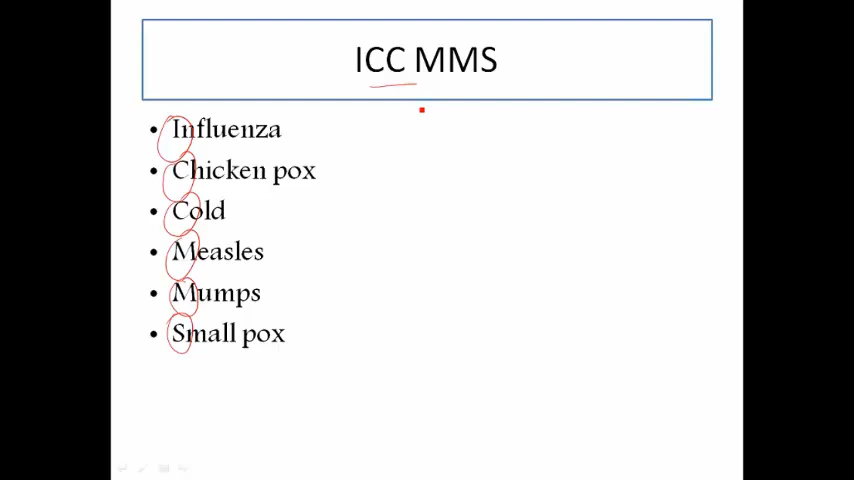 ICC MMS
• Influenza
• Chicken pox
• Cold
• Measles
• Mumps
• Small pox